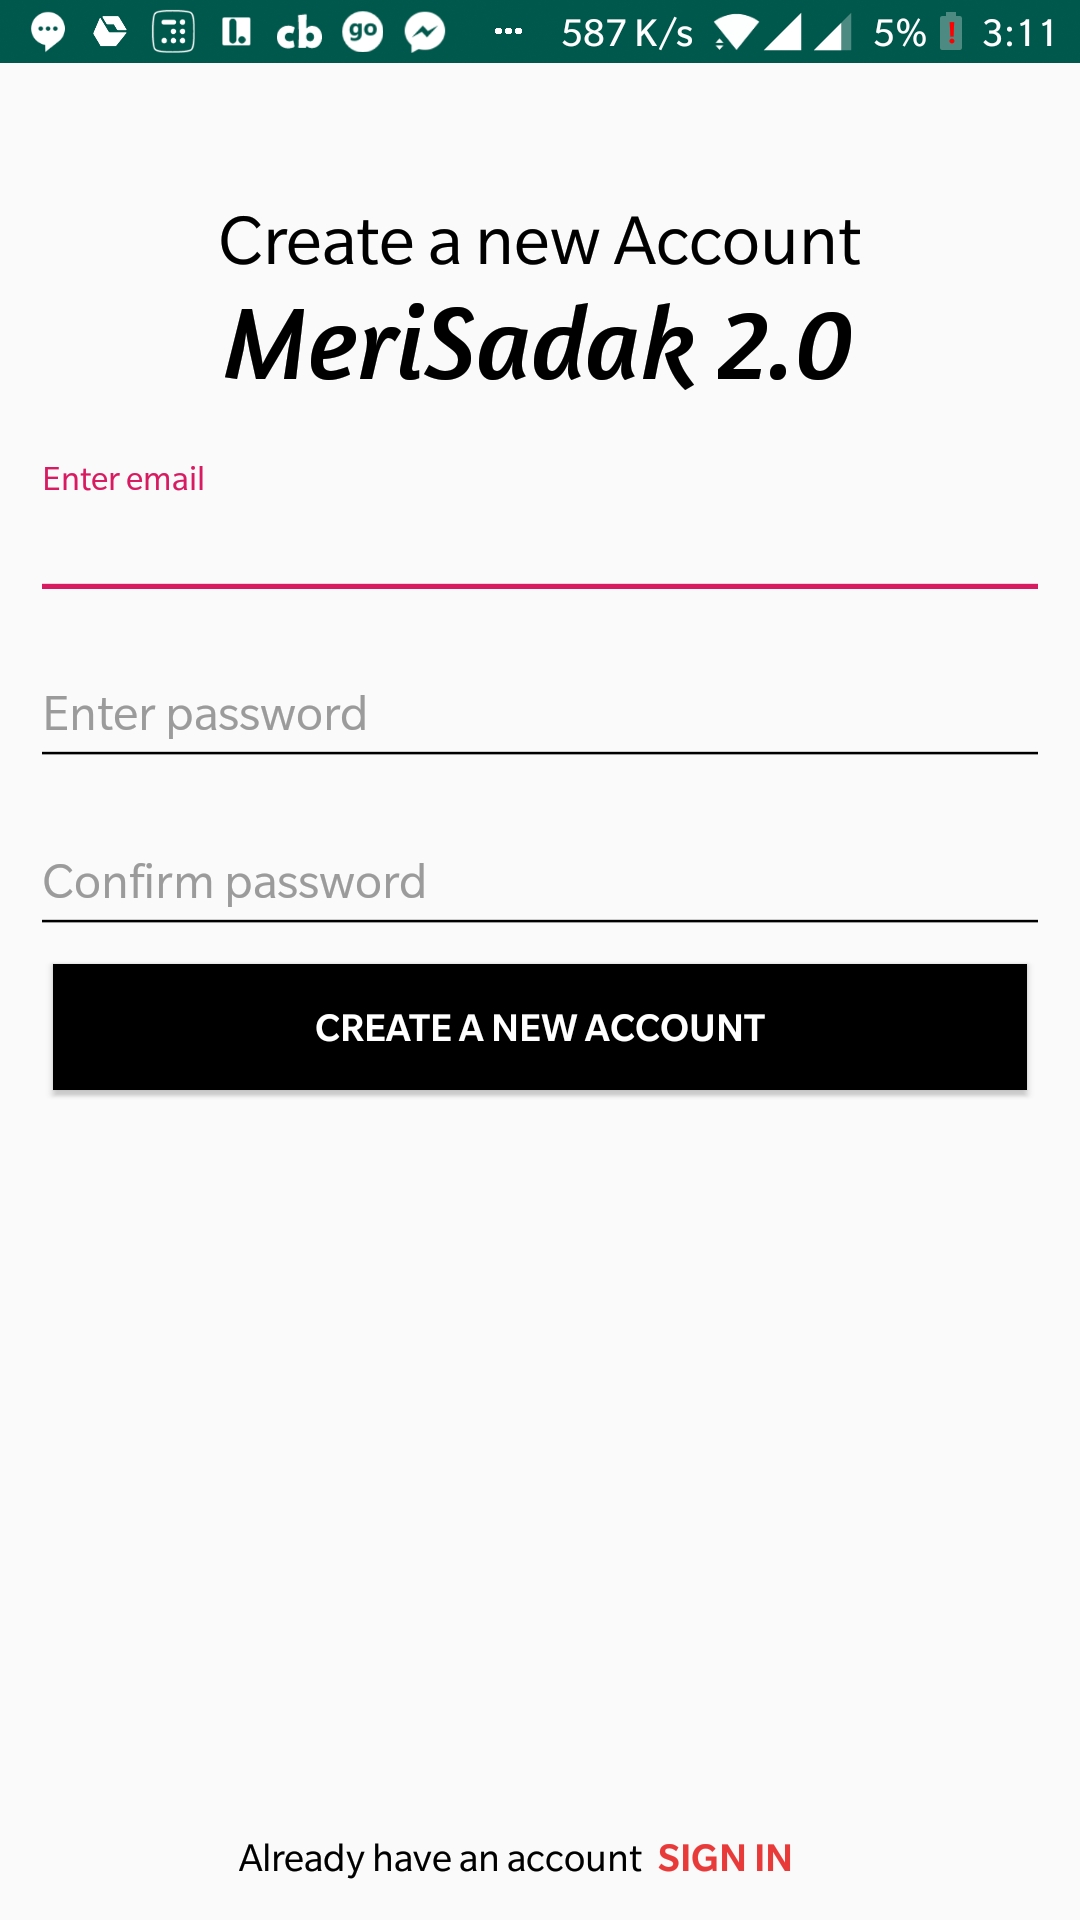 cb go ... 587 K/s 5% 3:11
Create a new Account
MeriSadak 2.0
Enter email
Enter password
Confirm password
CREATE A NEW ACCOUNT
Already have an account SIGN IN